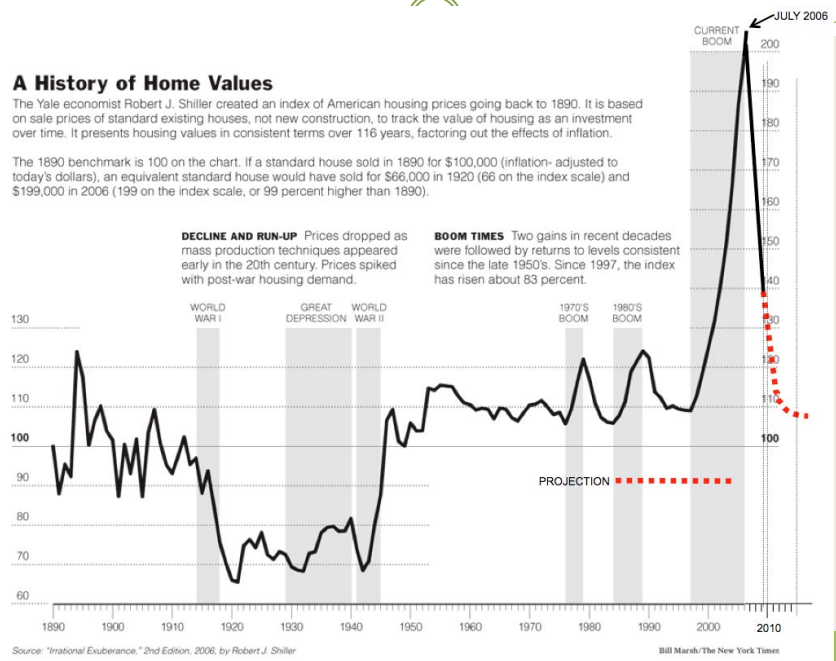 JULY 2006
CURRENT
BOOM
200
A History of Home Values
The Yale economist Robert J. Shiller created an index of American housing prices going back to 1890. It is based
on sale prices of standard existing houses, not new construction, to track the value of housing as an investment
over time. It presents housing values in consistent terms over 116 years, factoring out the effects of inflation.
190
180
The 1890 benchmark is 100 on the chart. If a standard house sold in 1890 for $100,000 (inflation- adjusted to
today's dollars), an equivalent standard house would have sold for $66,000 in 1920 (66 on the index scale) and
$199,000 in 2006 (199 on the index scale, or 99 percent higher than 1890).
170
160
DECLINE AND RUN-UP Prices dropped as
mass production techniques appeared
early in the 20th century. Prices spiked
with post-war housing demand.
BOOM TIMES Two gains in recent decades
were followed by returns to levels consistent
since the late 1950's. Since 1997, the index
has risen about 83 percent.
150
140
WORLD
WAR I
GREAT
DEPRESSION
WORLD
WAR II
1970'S
BOOM
1980'S
BOOM
130
130
120
120
110
110
100
100
90
PROJECTION
80
70
60
1890
1900
1910
1920
1930
1940
1950
1960
1970
1980
1990
2000
2010
Source: "Irrational Exuberance," 2nd Edition, 2006, by Robert J. Shiller
Bill Marsh/The New York Times